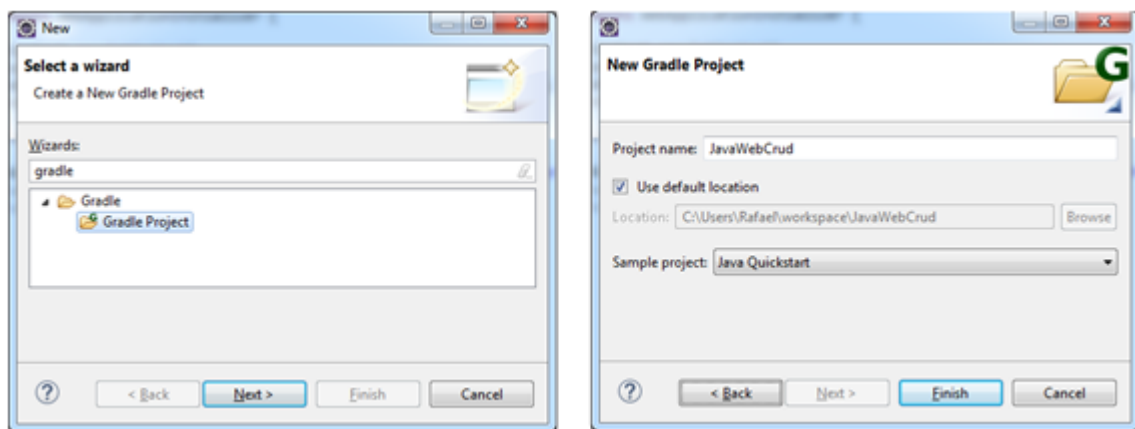 New
Select a wizard
Create a New Gradle Project
Wizards:
gradle
Gradle
Gradle Project
< Back Next > Finish Cancel
New Gradle Project
Project name: JavaWebCrud
Use default location
Location: C:\Users\Rafael\workspace\JavaWebCrud Browse
Sample project: Java Quickstart
< Back Next > Finish Cancel